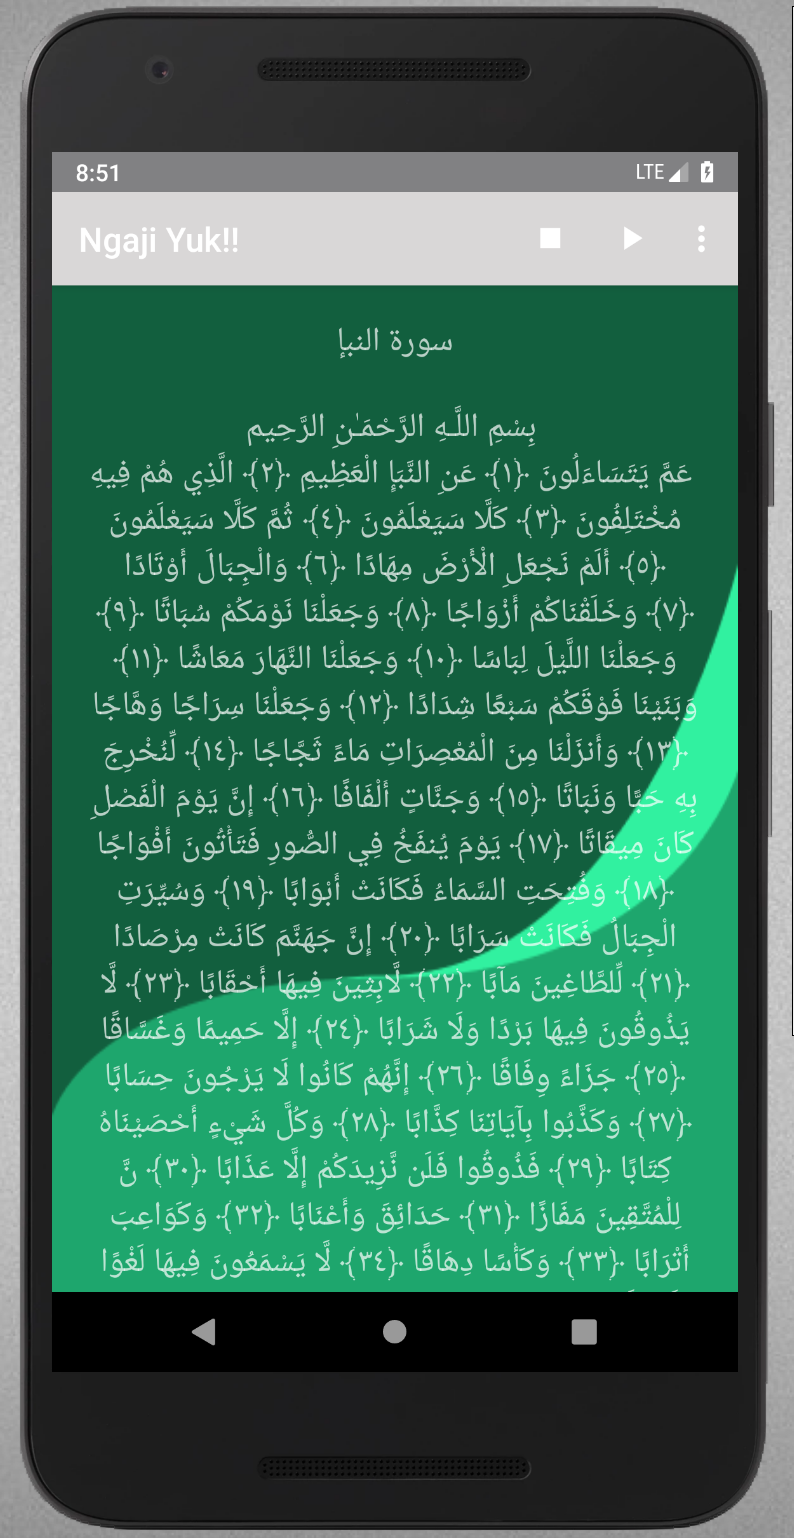 8:51
LTE
Ngaji Yuk!!
سورة النبإ
بِسْمِ اللَّـهِ الرَّحْمَـٰنِ الرَّحِيم
عَمَّ يَتَسَاءَلُونَ ﴿١﴾ عَنِ النَّبَإِ الْعَظِيمِ ﴿٢﴾ الَّذِي هُمْ فِيهِ
مُخْتَلِفُونَ ﴿٣﴾ كَلَّا سَيَعْلَمُونَ ﴿٤﴾ ثُمَّ كَلَّا سَيَعْلَمُونَ
﴿٥﴾ أَلَمْ نَجْعَلِ الْأَرْضَ مِهَادًا ﴿٦﴾ وَالْجِبَالَ أَوْتَادًا
﴿٧﴾ وَخَلَقْنَاكُمْ أَزْوَاجًا ﴿٨﴾ وَجَعَلْنَا نَوْمَكُمْ سُبَاتًا ﴿٩﴾
وَجَعَلْنَا اللَّيْلَ لِبَاسًا ﴿١٠﴾ وَجَعَلْنَا النَّهَارَ مَعَاشًا ﴿١١﴾
وَبَنَيْنَا فَوْقَكُمْ سَبْعًا شِدَادًا ﴿١٢﴾ وَجَعَلْنَا سِرَاجًا وَهَّاجًا
﴿١٣﴾ وَأَنزَلْنَا مِنَ الْمُعْصِرَاتِ مَاءً ثَجَّاجًا ﴿١٤﴾ لِّنُخْرِجَ
بِهِ حَبًّا وَنَبَاتًا ﴿١٥﴾ وَجَنَّاتٍ أَلْفَافًا ﴿١٦﴾ إِنَّ يَوْمَ الْفَصْلِ
كَانَ مِيقَاتًا ﴿١٧﴾ يَوْمَ يُنفَخُ فِي الصُّورِ فَتَأْتُونَ أَفْوَاجًا
﴿١٨﴾ وَفُتِحَتِ السَّمَاءُ فَكَانَتْ أَبْوَابًا ﴿١٩﴾ وَسُيِّرَتِ
الْجِبَالُ فَكَانَتْ سَرَابًا ﴿٢٠﴾ إِنَّ جَهَنَّمَ كَانَتْ مِرْصَادًا
﴿٢١﴾ لِّلطَّاغِينَ مَآبًا ﴿٢٢﴾ لَّابِثِينَ فِيهَا أَحْقَابًا ﴿٢٣﴾ لَّا
يَذُوقُونَ فِيهَا بَرْدًا وَلَا شَرَابًا ﴿٢٤﴾ إِلَّا حَمِيمًا وَغَسَّاقًا
﴿٢٥﴾ جَزَاءً وِفَاقًا ﴿٢٦﴾ إِنَّهُمْ كَانُوا لَا يَرْجُونَ حِسَابًا
﴿٢٧﴾ وَكَذَّبُوا بِآيَاتِنَا كِذَّابًا ﴿٢٨﴾ وَكُلَّ شَيْءٍ أَحْصَيْنَاهُ
كِتَابًا ﴿٢٩﴾ فَذُوقُوا فَلَن نَّزِيدَكُمْ إِلَّا عَذَابًا ﴿٣٠﴾ نَّ
لِلْمُتَّقِينَ مَفَازًا ﴿٣١﴾ حَدَائِقَ وَأَعْنَابًا ﴿٣٢﴾ وَكَوَاعِبَ
أَتْرَابًا ﴿٣٣﴾ وَكَأْسًا دِهَاقًا ﴿٣٤﴾ لَّا يَسْمَعُونَ فِيهَا لَغْوًا